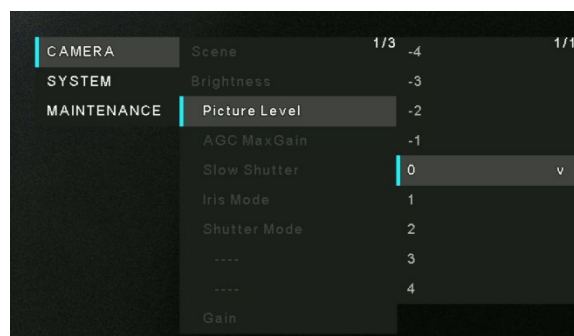 CAMERA
SYSTEM
MAINTENANCE
1/3
Scene
Brightness
Picture Level
AGC MaxGain
Slow Shutter
Iris Mode
Shutter Mode
----
----
Gain
1/1
-4
-3
-2
-1
0 v
1
2
3
4